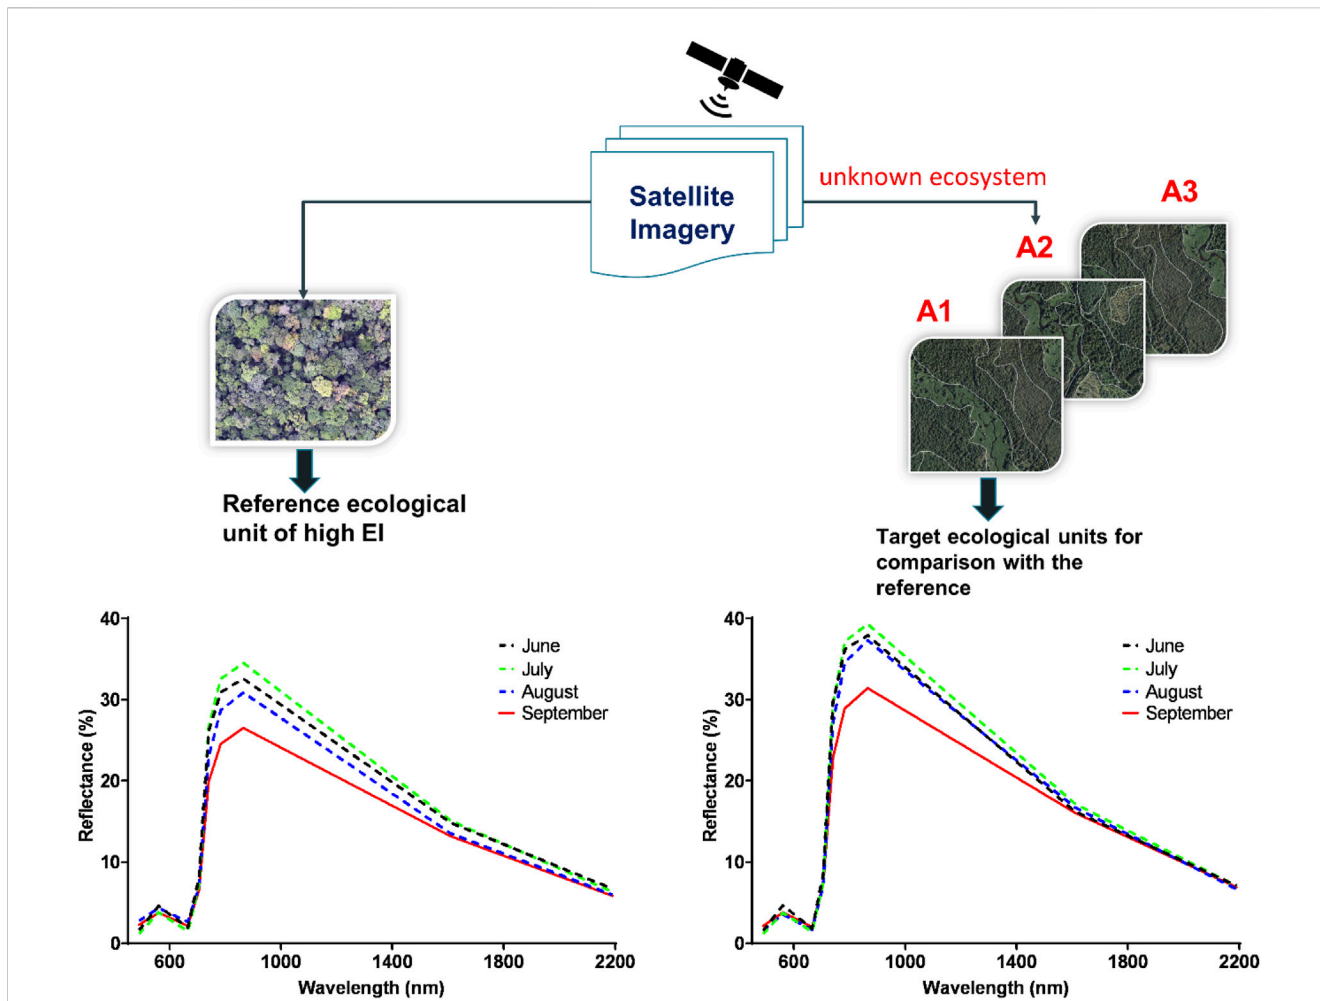 Satellite
Imagery
unknown ecosystem
A3
A2
A1
Reference ecological
unit of high EI
Target ecological units for
comparison with the
reference
40
30
20
10
0
Reflectance (%)
June
July
August
September
600
1000
1400
1800
2200
Wavelength (nm)
40
30
20
10
0
Reflectance (%)
June
July
August
September
600
1000
1400
1800
2200
Wavelength (nm)